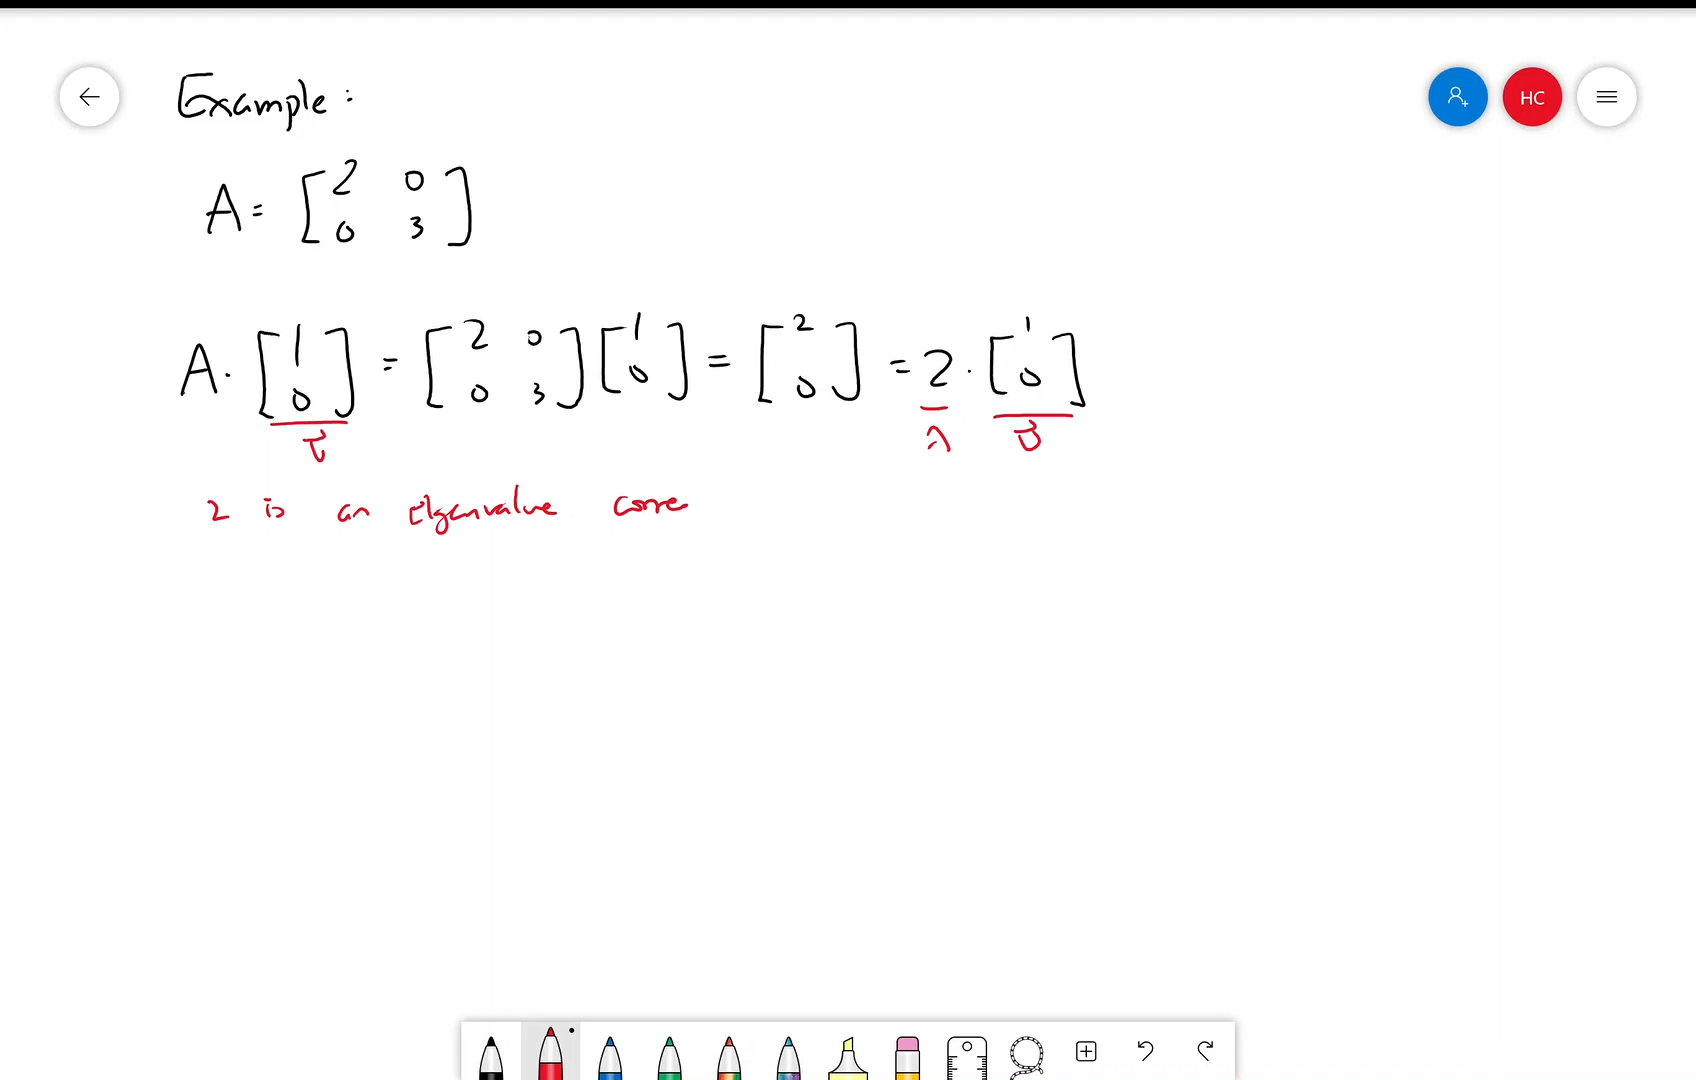 Example:
HC
A = [2 0; 0 3]
A · [1; 0] = [2 0; 0 3] [1; 0] = [2; 0] = 2 · [1; 0]
v⃗ λ v⃗
2 is an eigenvalue corre